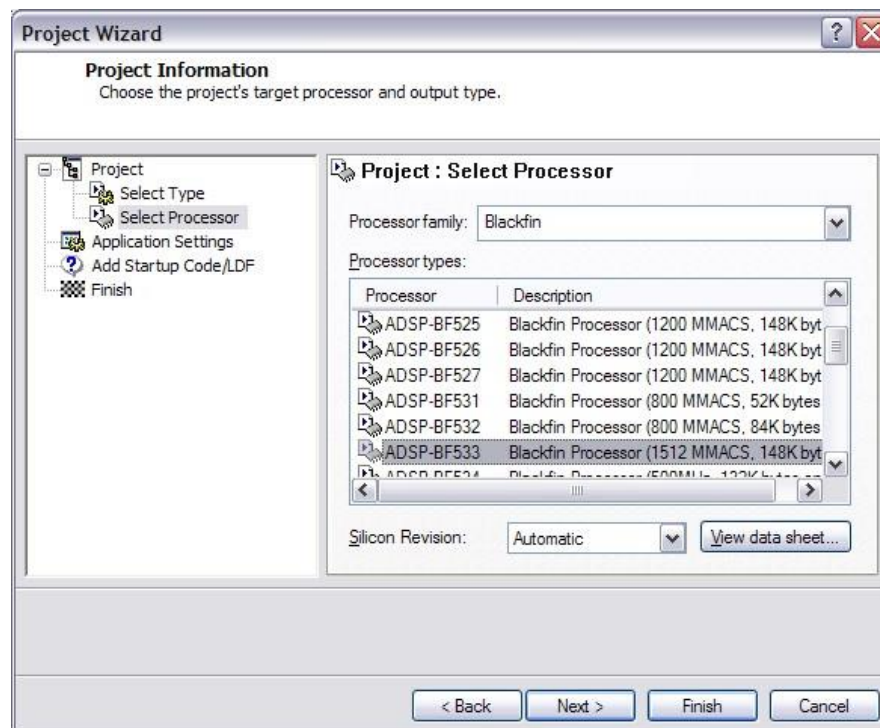 Project Wizard
Project Information
Choose the project's target processor and output type.
Project
Select Type
Select Processor
Application Settings
Add Startup Code/LDF
Finish
Project : Select Processor
Processor family: Blackfin
Processor types:
Processor Description
ADSP-BF525 Blackfin Processor (1200 MMACS, 148K byt
ADSP-BF526 Blackfin Processor (1200 MMACS, 148K byt
ADSP-BF527 Blackfin Processor (1200 MMACS, 148K byt
ADSP-BF531 Blackfin Processor (800 MMACS, 52K bytes
ADSP-BF532 Blackfin Processor (800 MMACS, 84K bytes
ADSP-BF533 Blackfin Processor (1512 MMACS, 148K byt
Silicon Revision: Automatic View data sheet...
< Back Next > Finish Cancel